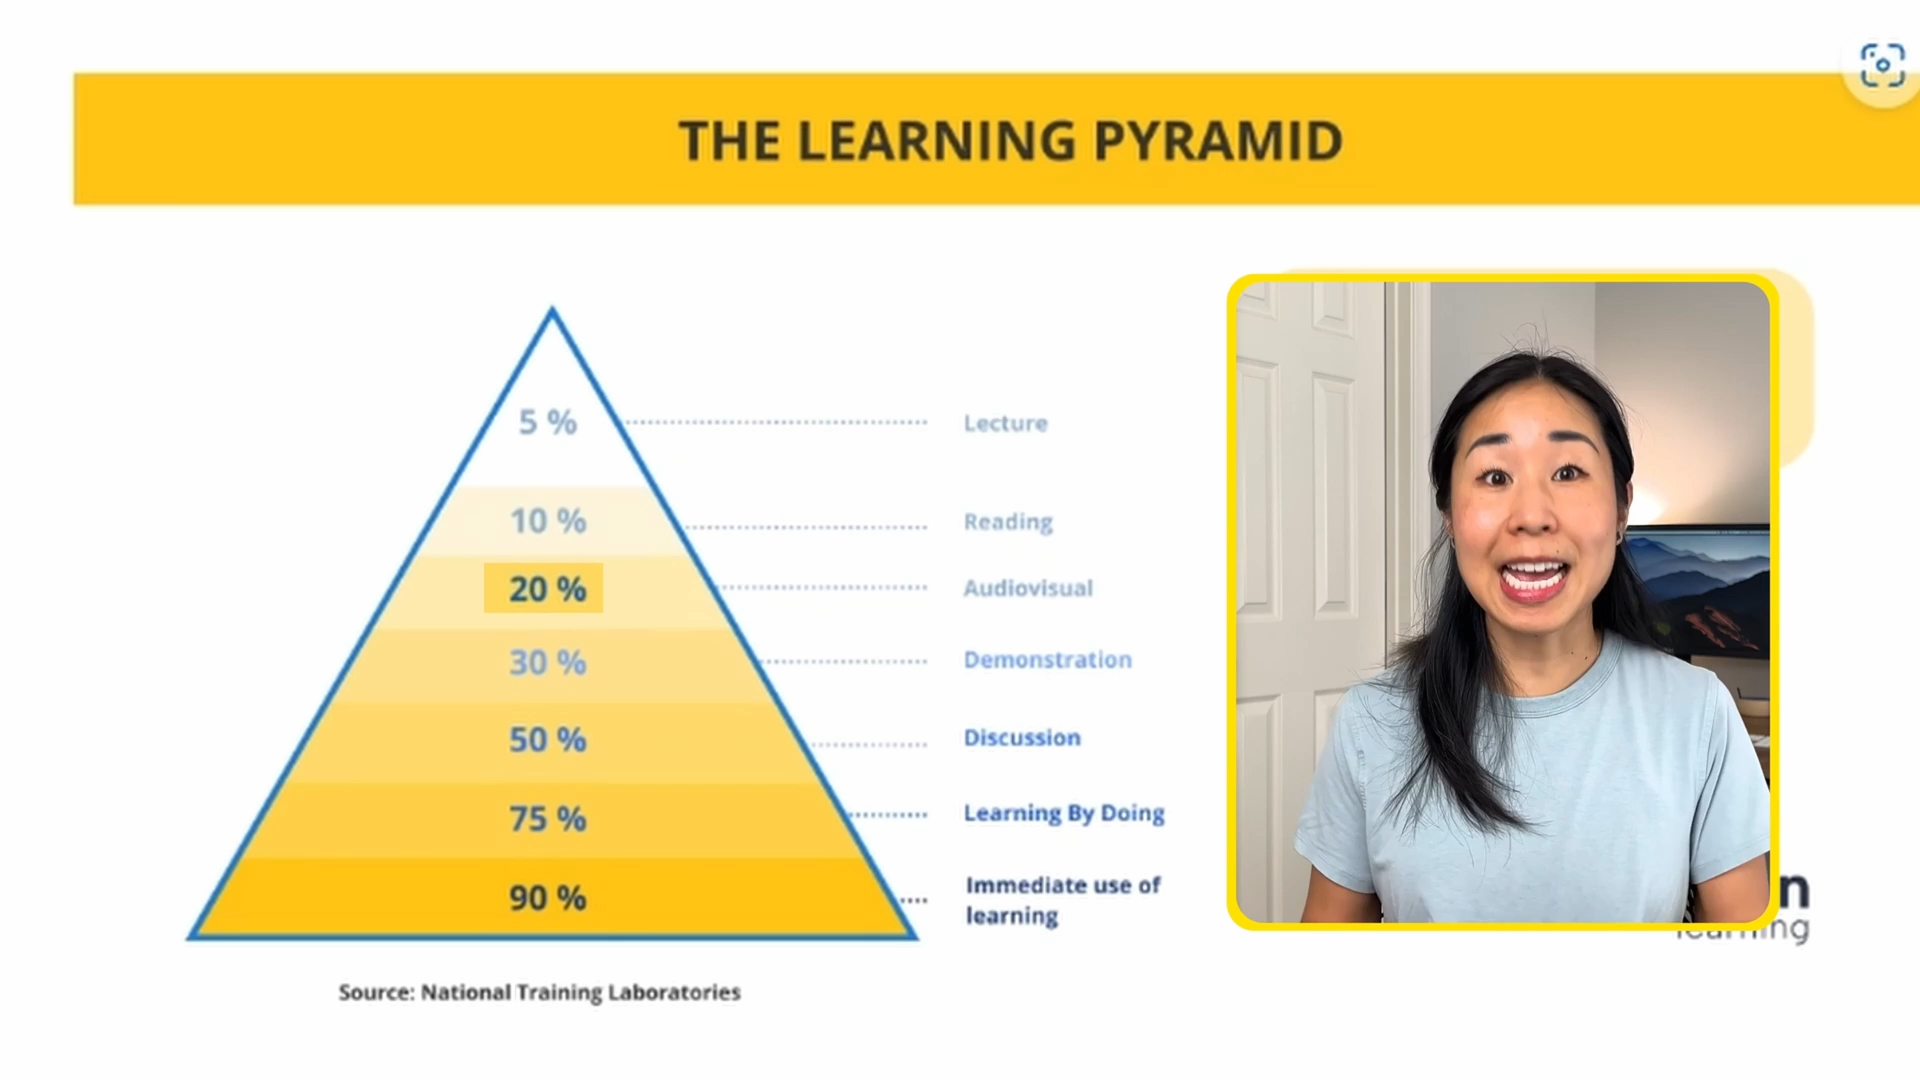 THE LEARNING PYRAMID
5 % Lecture
10 % Reading
20 % Audiovisual
30 % Demonstration
50 % Discussion
75 % Learning By Doing
90 % Immediate use of
learning
Source: National Training Laboratories
learning